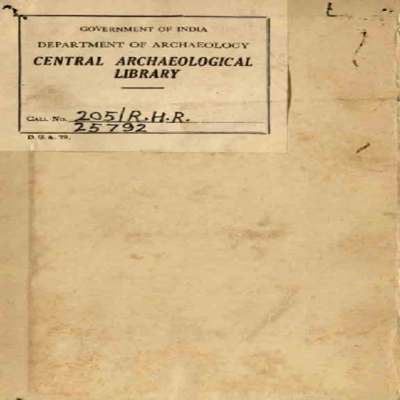 GOVERNMENT OF INDIA
DEPARTMENT OF ARCHAEOLOGY
CENTRAL ARCHAEOLOGICAL
LIBRARY
CALL No. 205/R.H.R.
25792
D.G.A. 79.